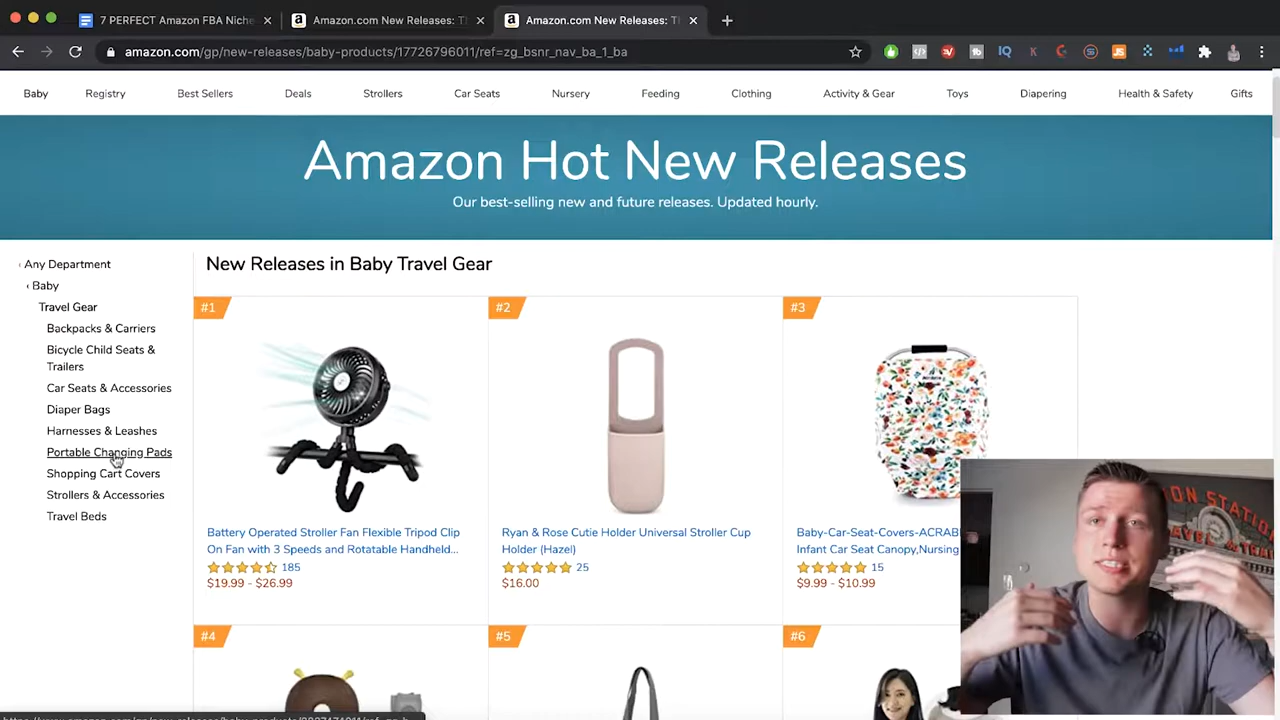 7 PERFECT Amazon FBA Niche
Amazon.com New Releases: Th
Amazon.com New Releases: Th
amazon.com/gp/new-releases/baby-products/17726796011/ref=zg_bsnr_nav_ba_1_ba
Baby
Registry
Best Sellers
Deals
Strollers
Car Seats
Nursery
Feeding
Clothing
Activity & Gear
Toys
Diapering
Health & Safety
Gifts
Amazon Hot New Releases
Our best-selling new and future releases. Updated hourly.
‹ Any Department
‹ Baby
Travel Gear
Backpacks & Carriers
Bicycle Child Seats &
Trailers
Car Seats & Accessories
Diaper Bags
Harnesses & Leashes
Portable Changing Pads
Shopping Cart Covers
Strollers & Accessories
Travel Beds
New Releases in Baby Travel Gear
#1
Battery Operated Stroller Fan Flexible Tripod Clip
On Fan with 3 Speeds and Rotatable Handheld...
185
$19.99 - $26.99
#2
Ryan & Rose Cutie Holder Universal Stroller Cup
Holder (Hazel)
25
$16.00
#3
Baby-Car-Seat-Covers-ACRAB
Infant Car Seat Canopy,Nursing
15
$9.99 - $10.99
#4
#5
#6
ON STATION